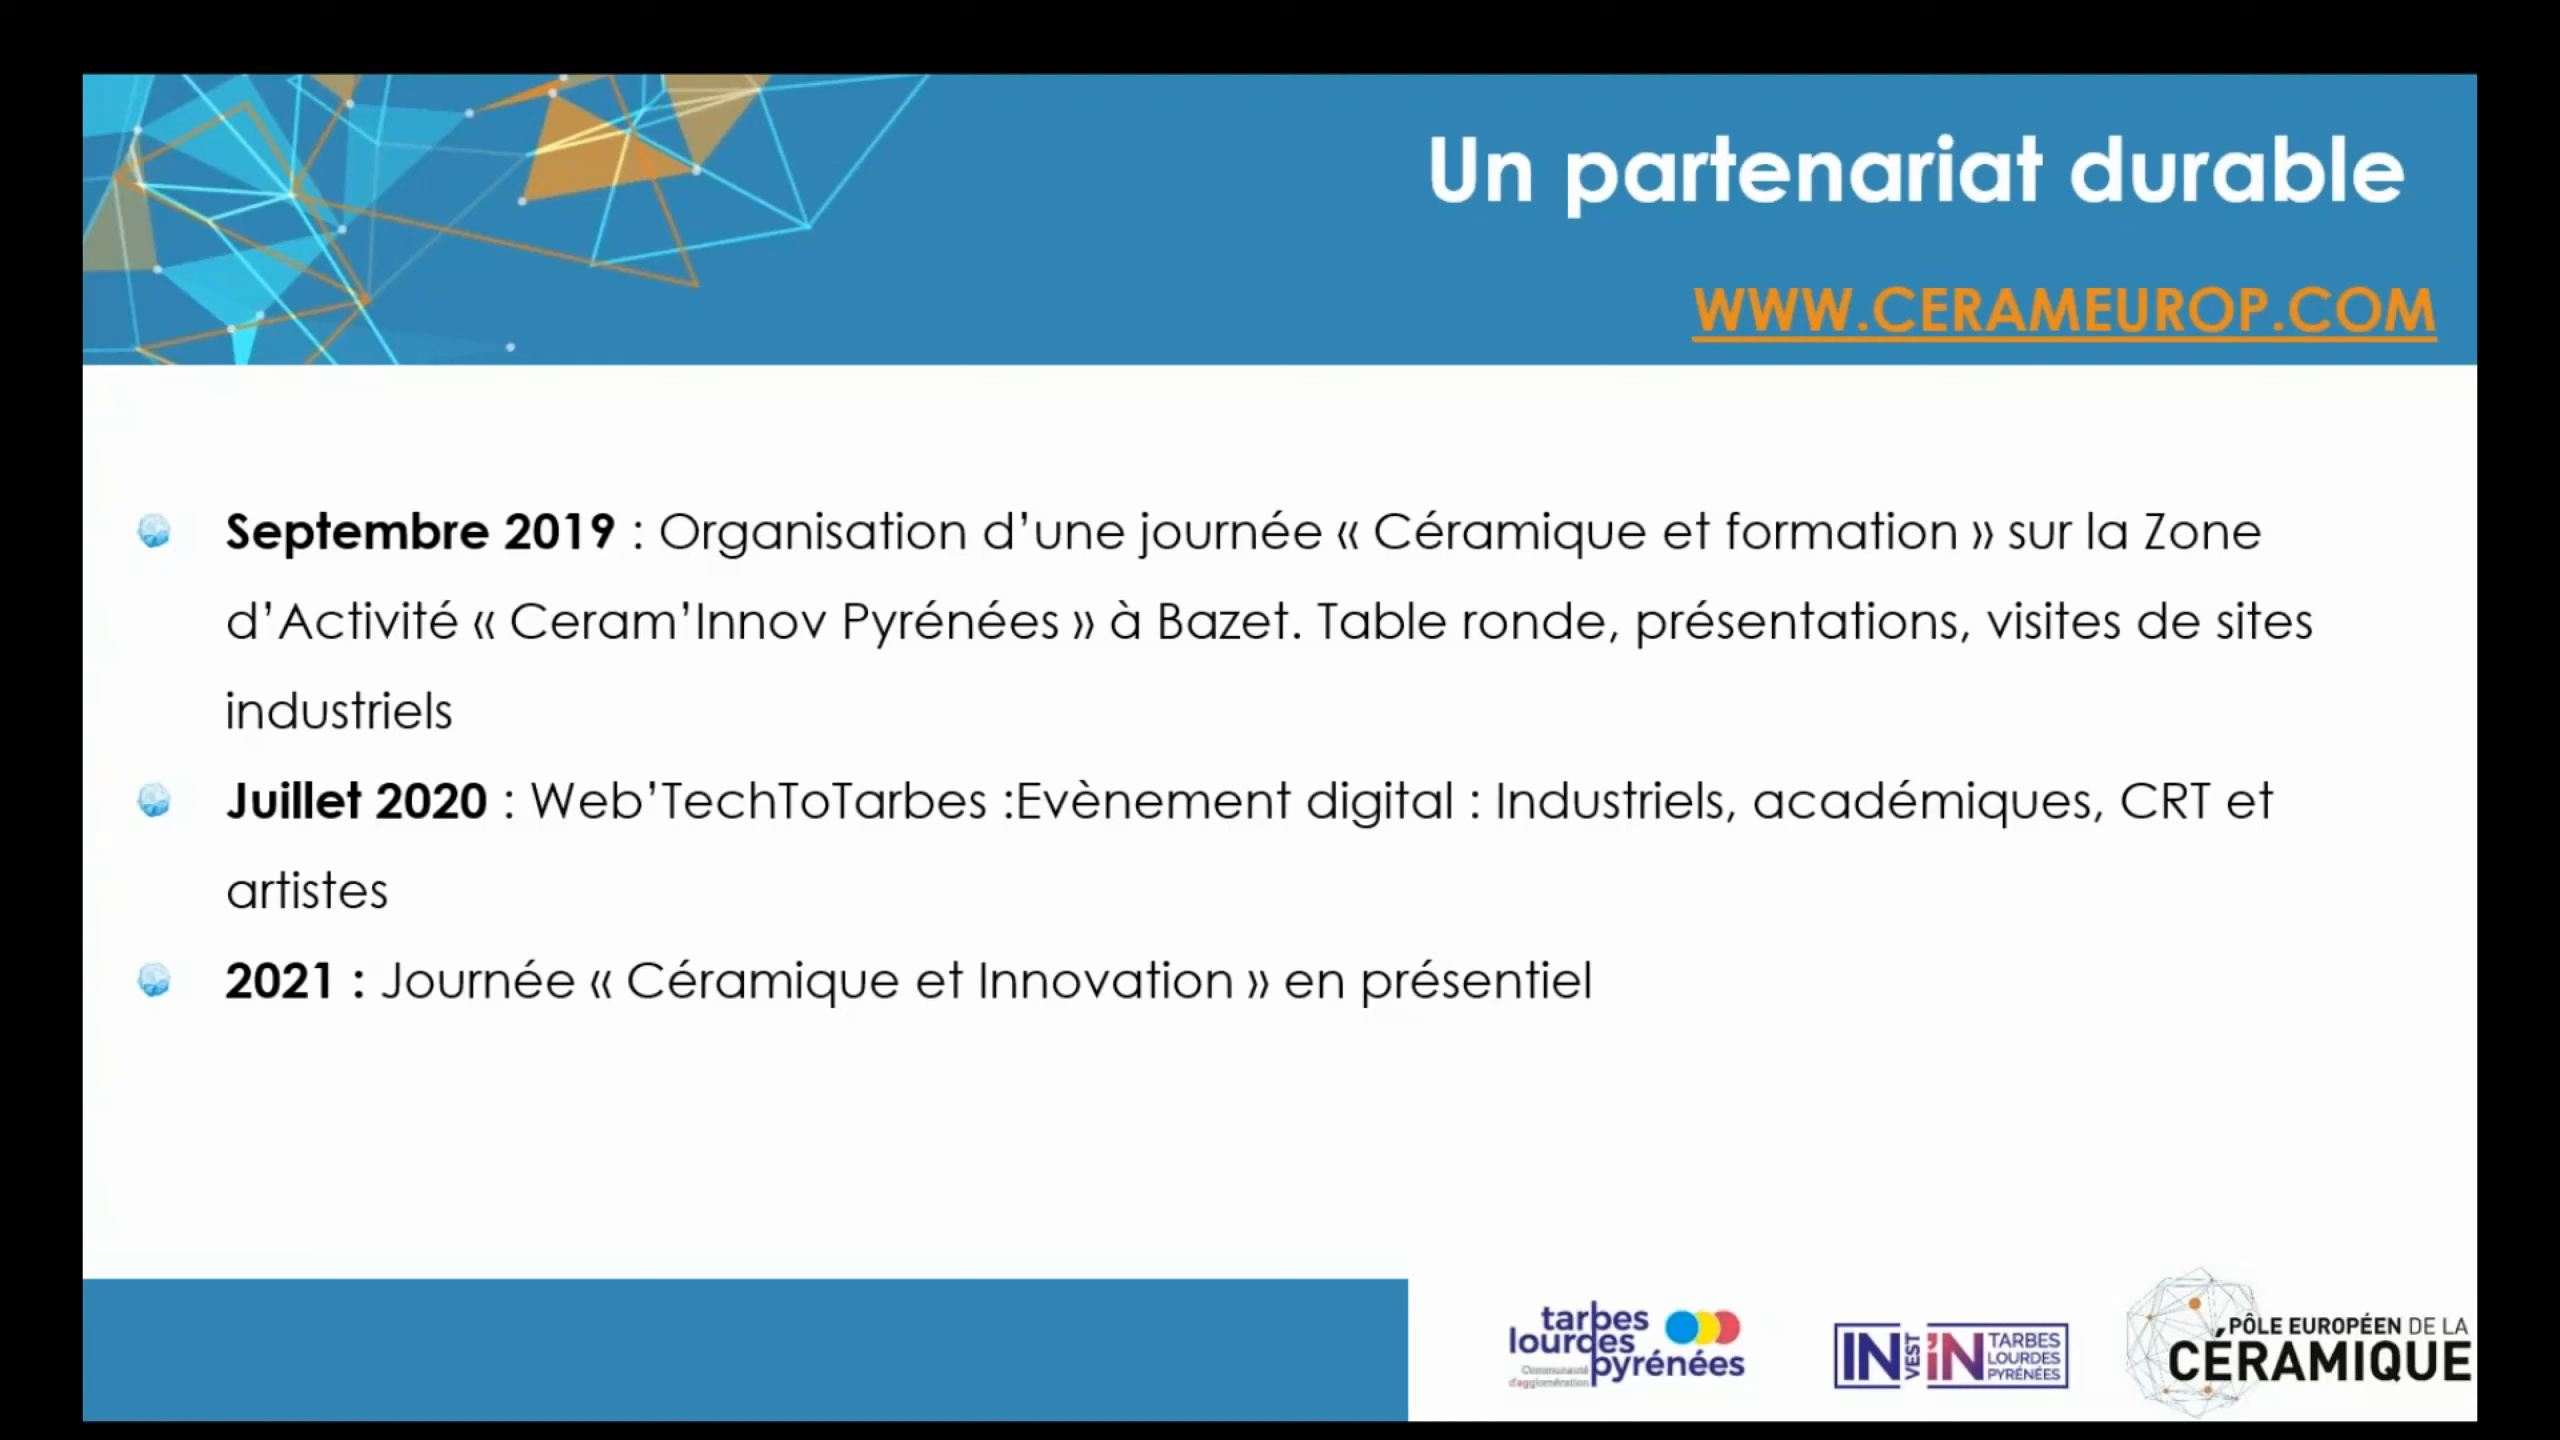 Un partenariat durable
WWW.CERAMEUROP.COM
Septembre 2019 : Organisation d’une journée « Céramique et formation » sur la Zone
d’Activité « Ceram’Innov Pyrénées » à Bazet. Table ronde, présentations, visites de sites
industriels
Juillet 2020 : Web’TechToTarbes :Evènement digital : Industriels, académiques, CRT et
artistes
2021 : Journée « Céramique et Innovation » en présentiel
tarbes
lourdes
pyrénées
Communauté
d'agglomération
INVEST
'iN
TARBES
LOURDES
PYRÉNÉES
PÔLE EUROPÉEN DE LA
CÉRAMIQUE